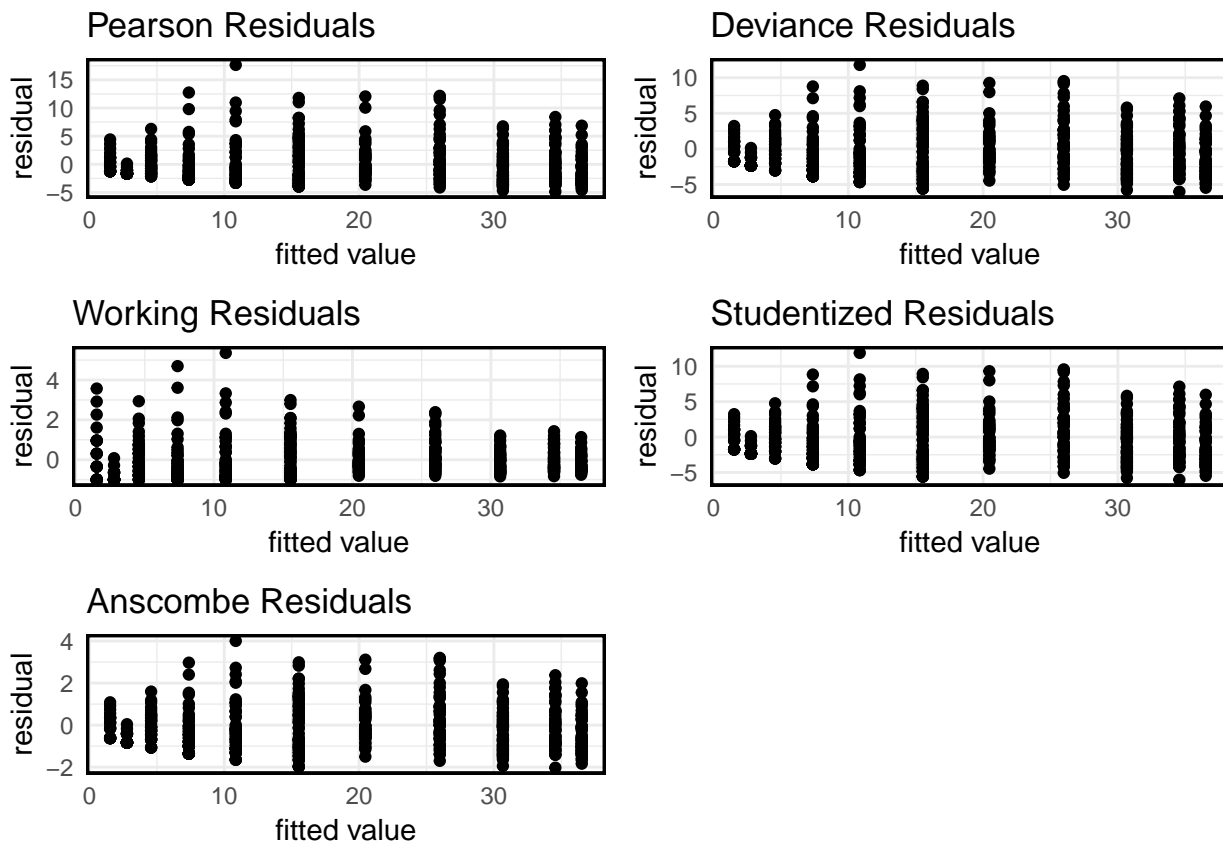 Pearson Residuals
residual
15
10
5
0
−5
0
10
20
30
fitted value
Deviance Residuals
residual
10
5
0
−5
0
10
20
30
fitted value
Working Residuals
residual
4
2
0
0
10
20
30
fitted value
Studentized Residuals
residual
10
5
0
−5
0
10
20
30
fitted value
Anscombe Residuals
residual
4
2
0
−2
0
10
20
30
fitted value